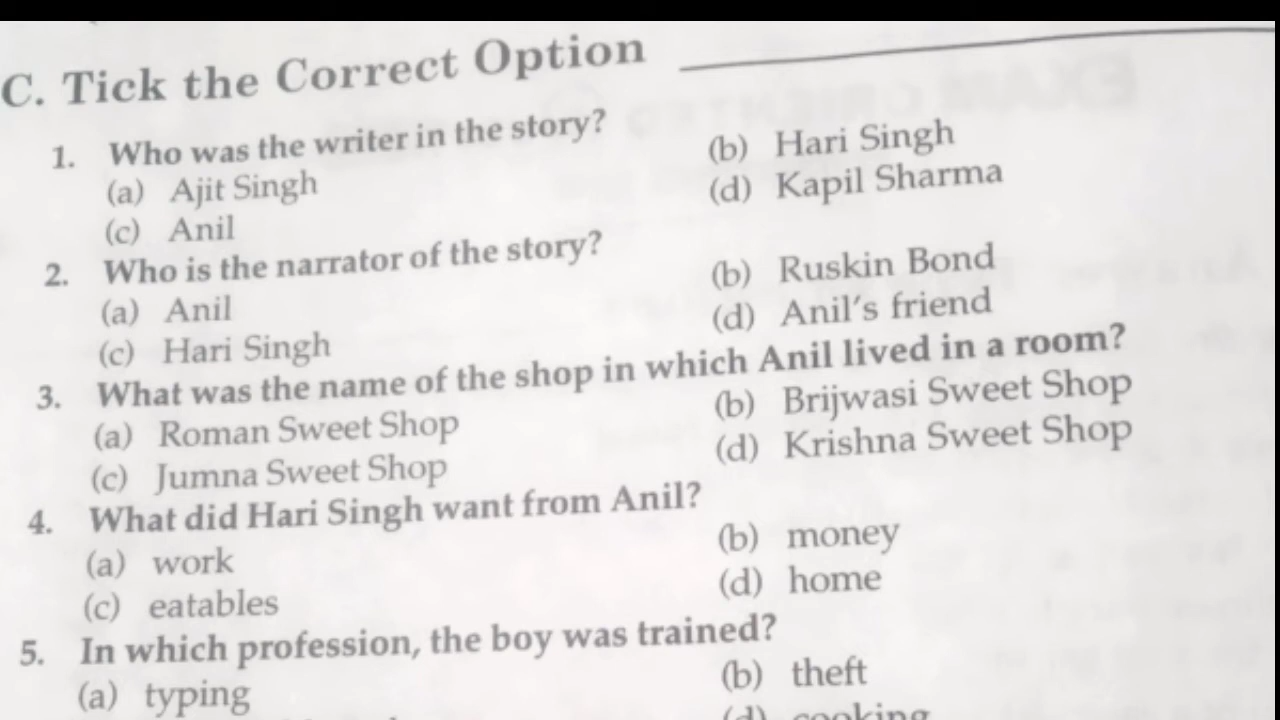 C. Tick the Correct Option
1. Who was the writer in the story?
(a) Ajit Singh (b) Hari Singh
(c) Anil (d) Kapil Sharma
2. Who is the narrator of the story?
(a) Anil (b) Ruskin Bond
(c) Hari Singh (d) Anil's friend
3. What was the name of the shop in which Anil lived in a room?
(a) Roman Sweet Shop (b) Brijwasi Sweet Shop
(c) Jumna Sweet Shop (d) Krishna Sweet Shop
4. What did Hari Singh want from Anil?
(a) work (b) money
(c) eatables (d) home
5. In which profession, the boy was trained?
(a) typing (b) theft
(d) cooking